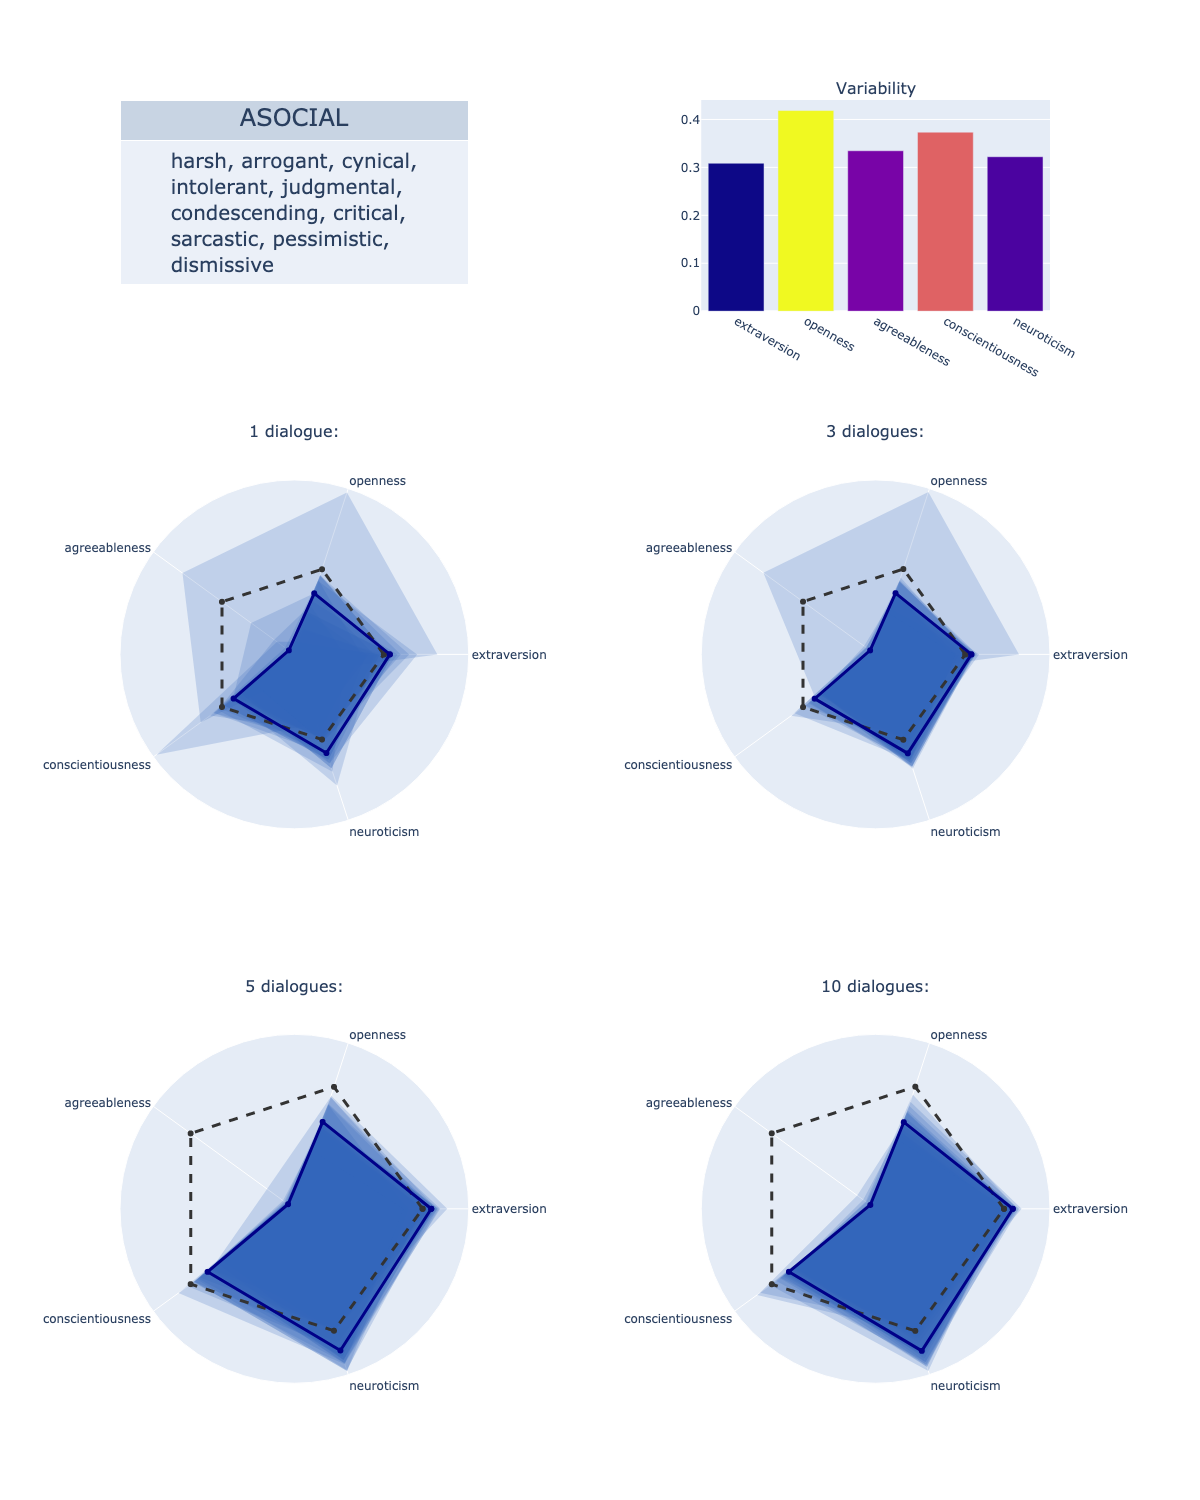 ASOCIAL
harsh, arrogant, cynical,
intolerant, judgmental,
condescending, critical,
sarcastic, pessimistic,
dismissive
Variability
0.4
0.3
0.2
0.1
0
extraversion
openness
agreeableness
conscientiousness
neuroticism
1 dialogue:
openness
agreeableness
extraversion
conscientiousness
neuroticism
3 dialogues:
openness
agreeableness
extraversion
conscientiousness
neuroticism
5 dialogues:
openness
agreeableness
extraversion
conscientiousness
neuroticism
10 dialogues:
openness
agreeableness
extraversion
conscientiousness
neuroticism